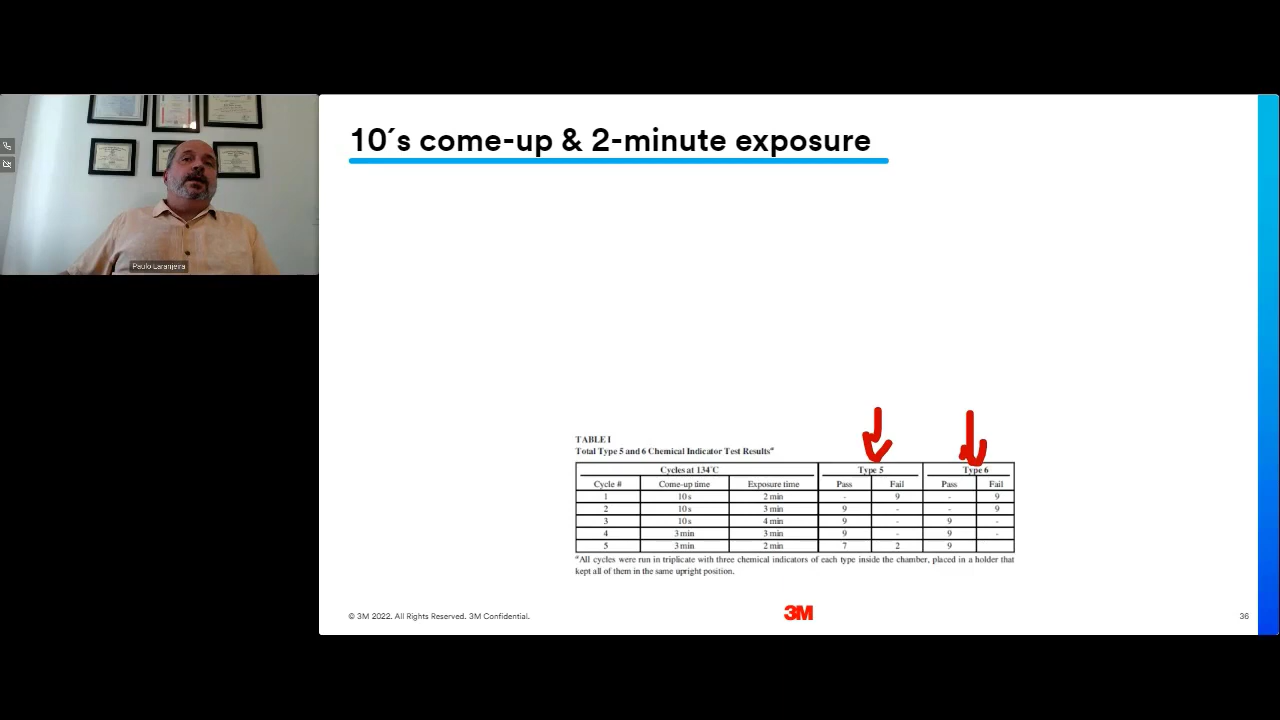 10´s come-up & 2-minute exposure
Paulo Laranjeira
TABLE I
Total Type 5 and 6 Chemical Indicator Test Resultsa
Cycles at 134°C Type 5 Type 6
Cycle # Come-up time Exposure time Pass Fail Pass Fail
1 10 s 2 min - 9 - 9
2 10 s 3 min 9 - - 9
3 10 s 4 min 9 - 9 -
4 3 min 3 min 9 - 9 -
5 3 min 2 min 7 2 9
aAll cycles were run in triplicate with three chemical indicators of each type inside the chamber, placed in a holder that
kept all of them in the same upright position.
© 3M 2022. All Rights Reserved. 3M Confidential.
3M
36